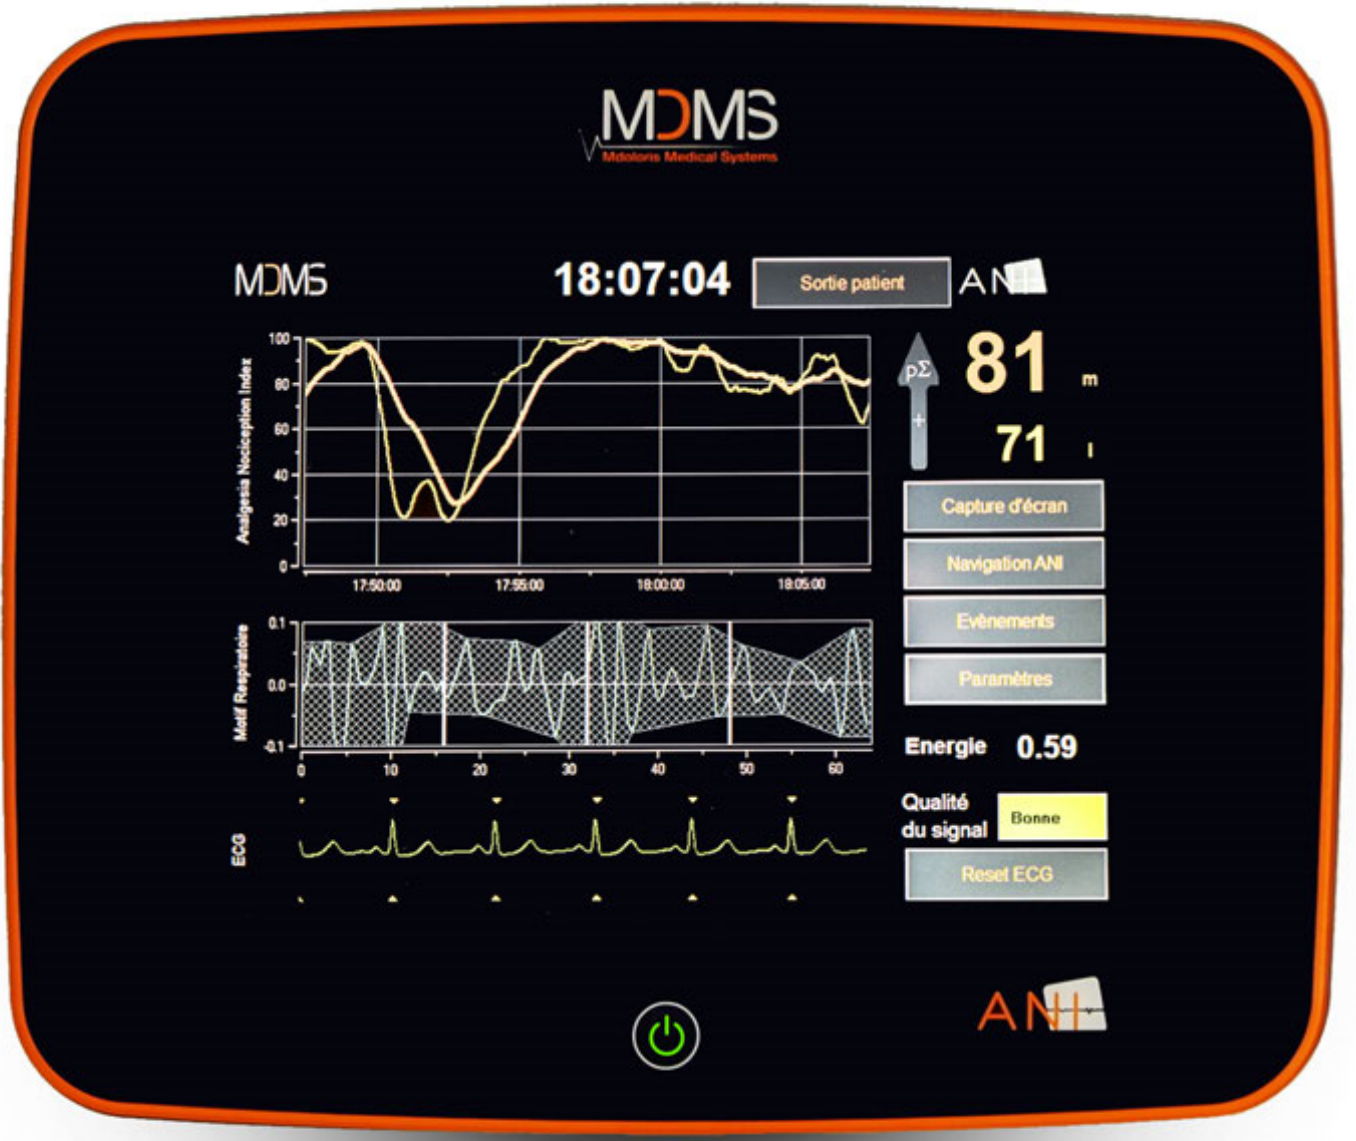 MDMS
Mdoloris Medical Systems
MDMS
18:07:04
Sortie patient
ANI
Analgesia Nociception Index
100
80
60
40
20
0
17:50:00
17:55:00
18:00:00
18:05:00
pΣ
+
81 m
71 I
Capture d'écran
Navigation ANI
Evènements
Paramètres
Motif Respiratoire
0.1
0.0
-0.1
0
10
20
30
40
50
60
Energie 0.59
Qualité
du signal
Bonne
ECG
Reset ECG
ANI